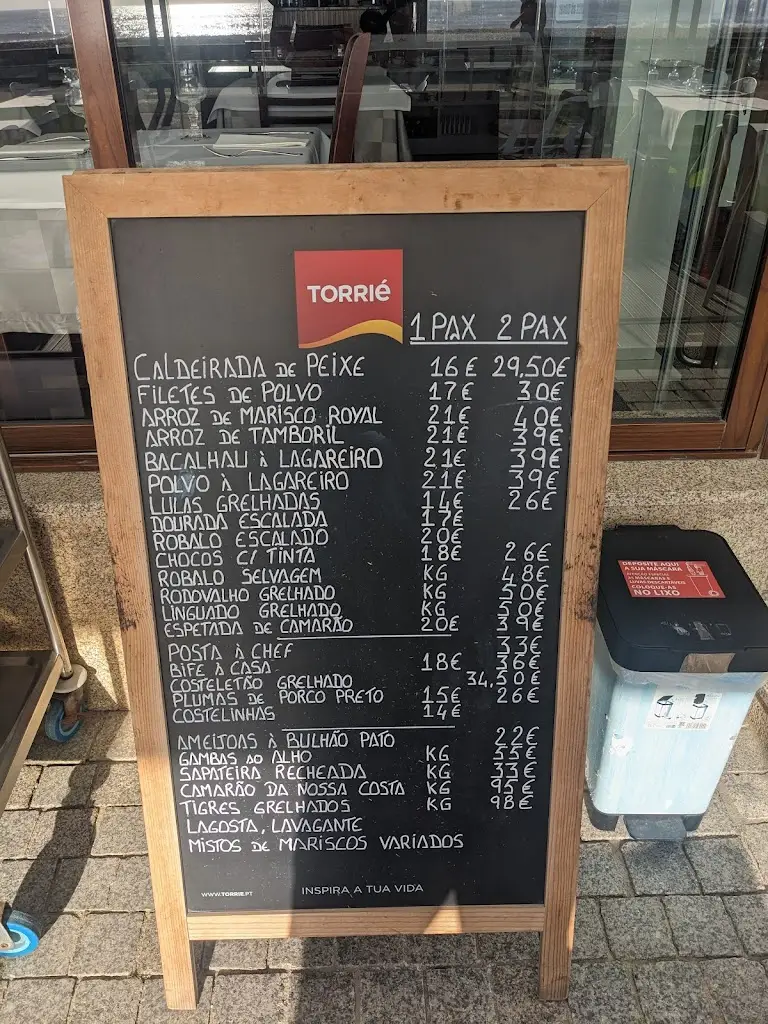 TORRIÉ
1 PAX 2 PAX
CALDEIRADA DE PEIXE 16€ 29,50€
FILETES DE POLVO 17€ 30€
ARROZ DE MARISCO ROYAL 21€ 40€
ARROZ DE TAMBORIL 21€ 39€
BACALHAU À LAGAREIRO 21€ 39€
POLVO À LAGAREIRO 21€ 39€
LULAS GRELHADAS 14€ 26€
DOURADA ESCALADA 17€
ROBALO ESCALADO 20€
CHOCOS C/ TINTA 18€ 26€
ROBALO SELVAGEM KG 48€
RODOVALHO GRELHADO KG 50€
LINGUADO GRELHADO KG 50€
ESPETADA DE CAMARÃO 20€ 39€
POSTA À CHEF 33€
BIFE À CASA 18€ 36€
COSTELETÃO GRELHADO 34,50€
PLUMAS DE PORCO PRETO 15€ 26€
COSTELINHAS 14€
AMEIJOAS À BULHÃO PATO 22€
GAMBAS AO ALHO KG 55€
SAPATEIRA RECHEADA KG 33€
CAMARÃO DA NOSSA COSTA KG 95€
TIGRES GRELHADOS KG 98€
LAGOSTA, LAVAGANTE
MISTOS DE MARISCOS VARIADOS
WWW.TORRIE.PT INSPIRA A TUA VIDA
DEPOSITE AQUI
A SUA MÁSCARA
AS MÁSCARAS E
LUVAS DESCARTÁVEIS
COLOQUE-AS
NO LIXO